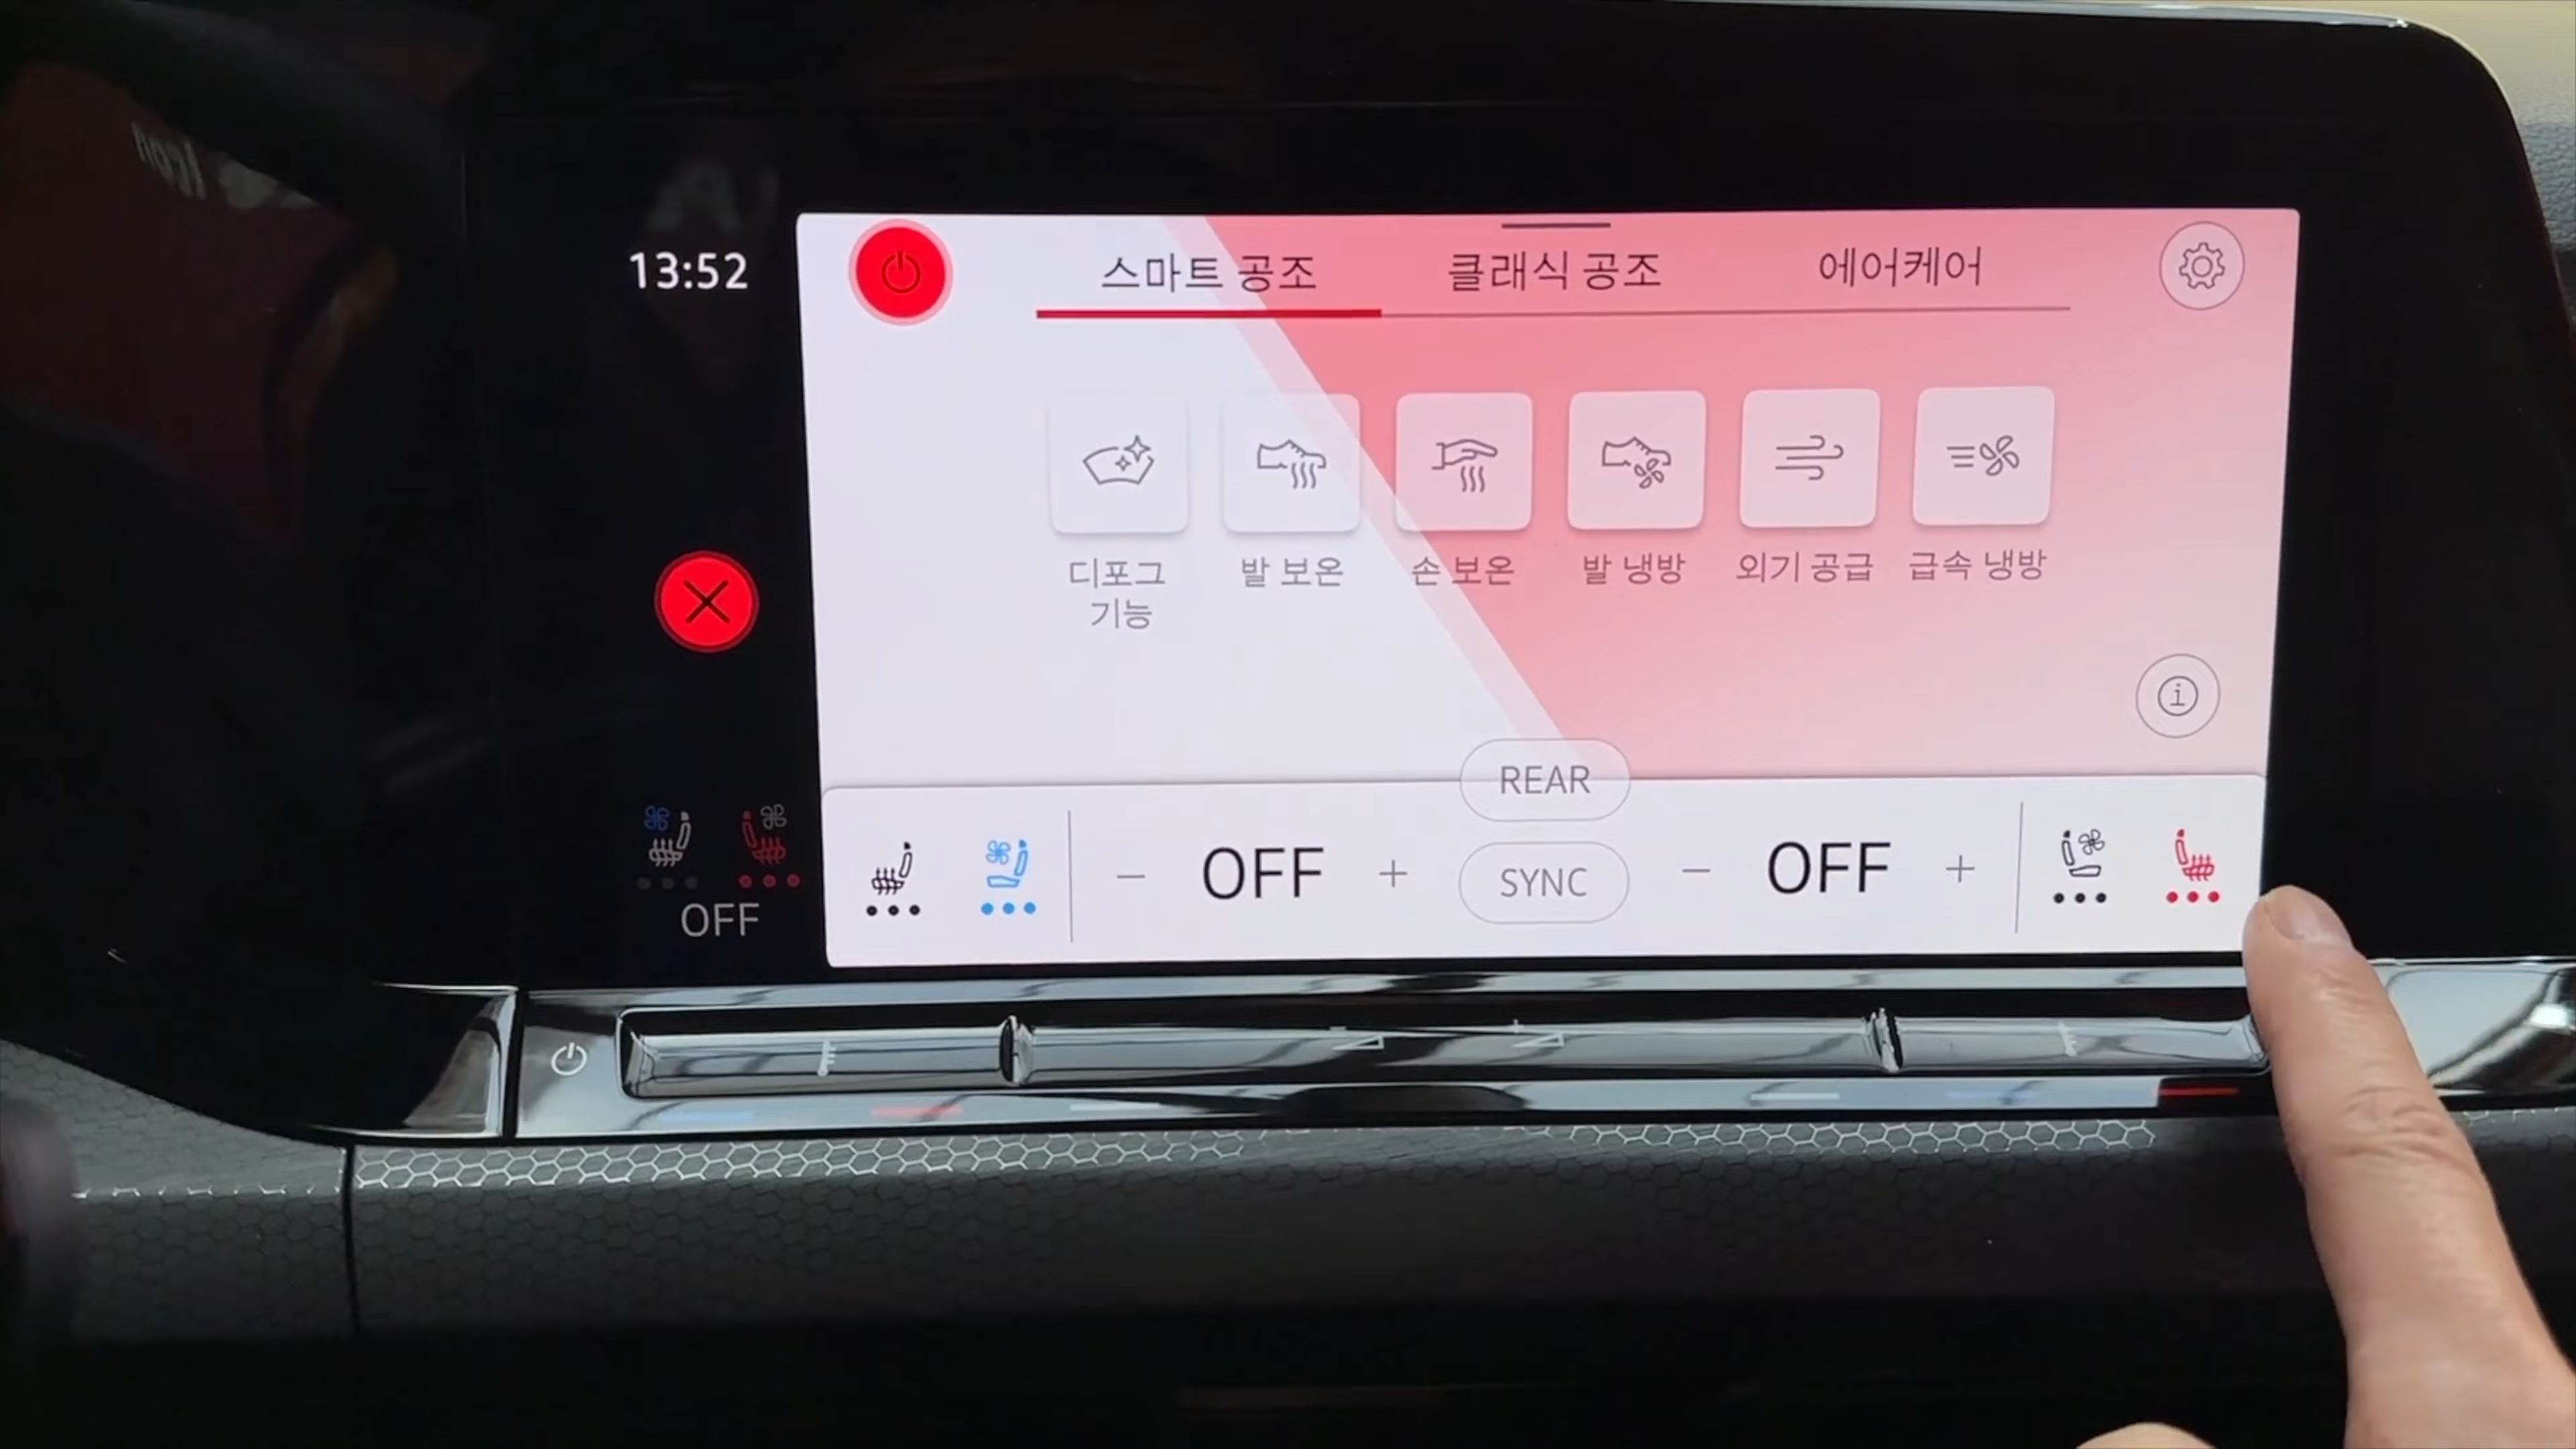 13:52
스마트 공조
클래식 공조
에어케어
디포그
기능
발 보온
손 보온
발 냉방
외기 공급
급속 냉방
REAR
OFF
OFF
SYNC
OFF